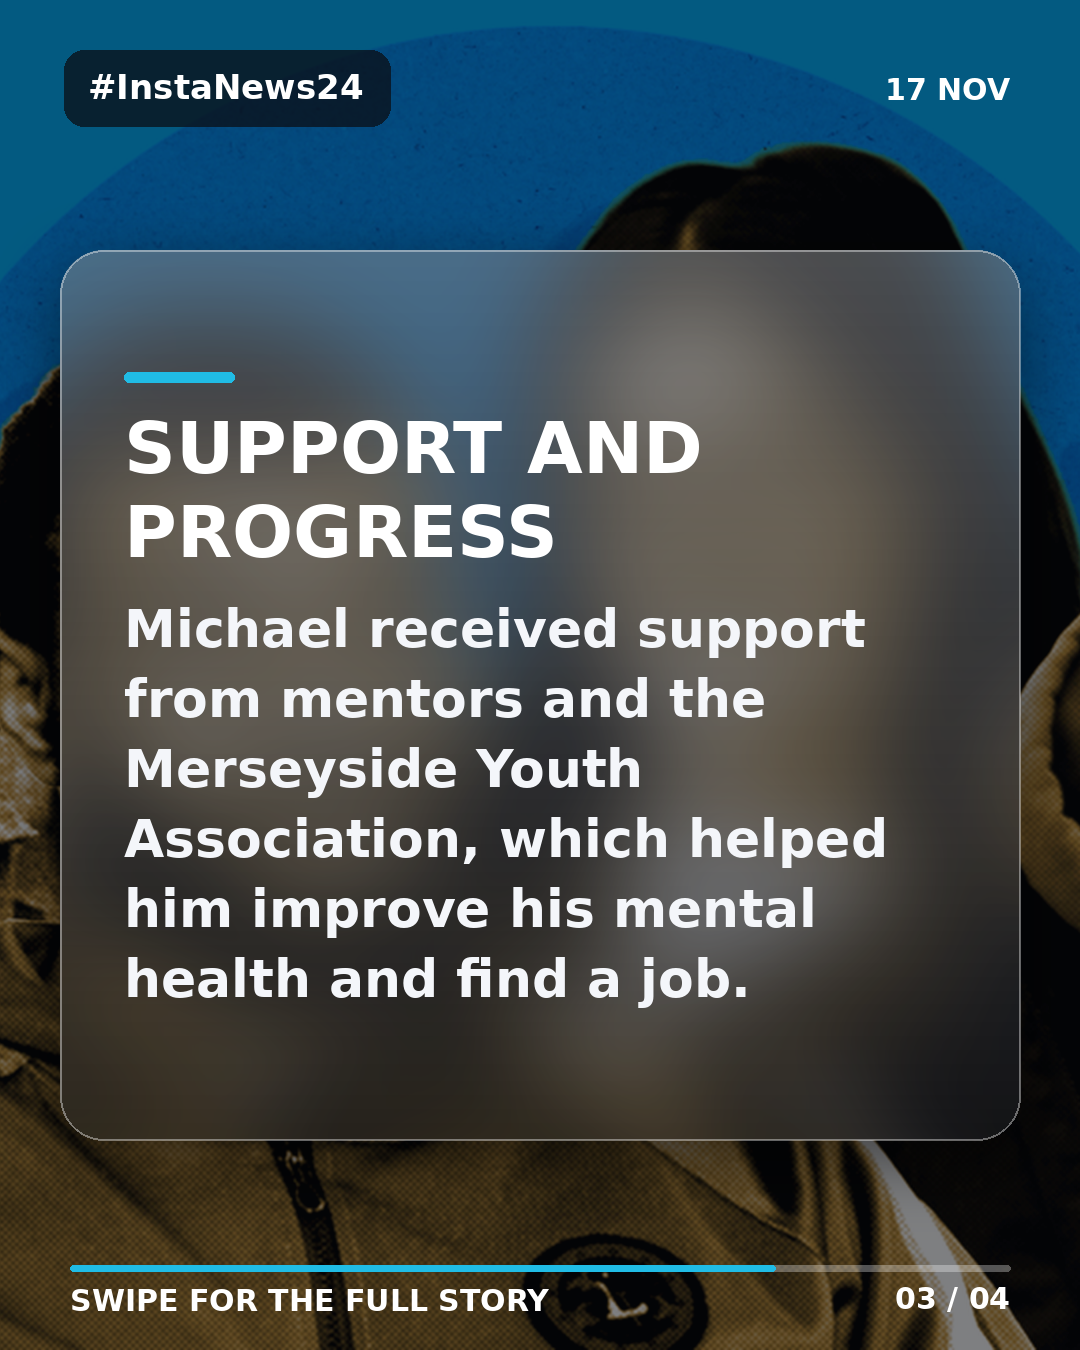 #InstaNews24
17 NOV
SUPPORT AND
PROGRESS
Michael received support
from mentors and the
Merseyside Youth
Association, which helped
him improve his mental
health and find a job.
SWIPE FOR THE FULL STORY
03 / 04